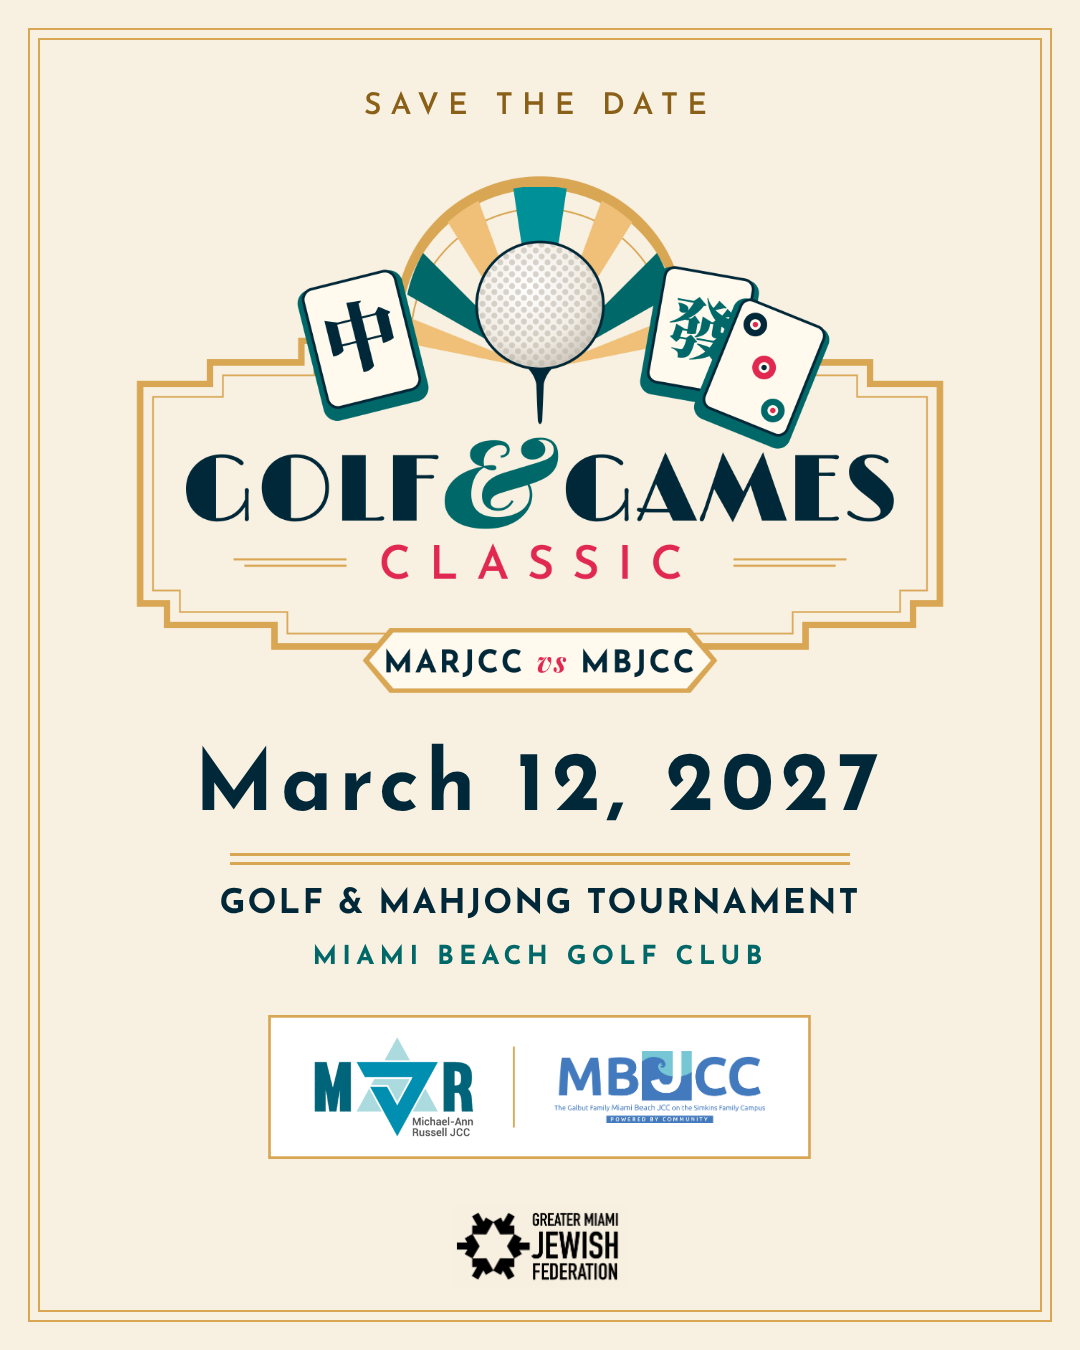 SAVE THE DATE
中
發
GOLF & GAMES
CLASSIC
MARJCC vs MBJCC
March 12, 2027
GOLF & MAHJONG TOURNAMENT
MIAMI BEACH GOLF CLUB
MJR
Michael-Ann
Russell JCC
MBJCC
The Galbut Family Miami Beach JCC on the Simkins Family Campus
POWERED BY COMMUNITY
GREATER MIAMI
JEWISH
FEDERATION